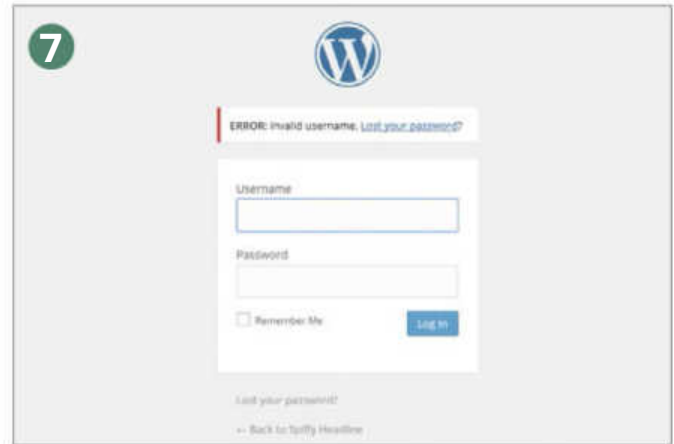 7
W
ERROR: Invalid username. Lost your password?
Username
Password
Remember Me
Log In
Lost your password?
← Back to Spiffy Headline